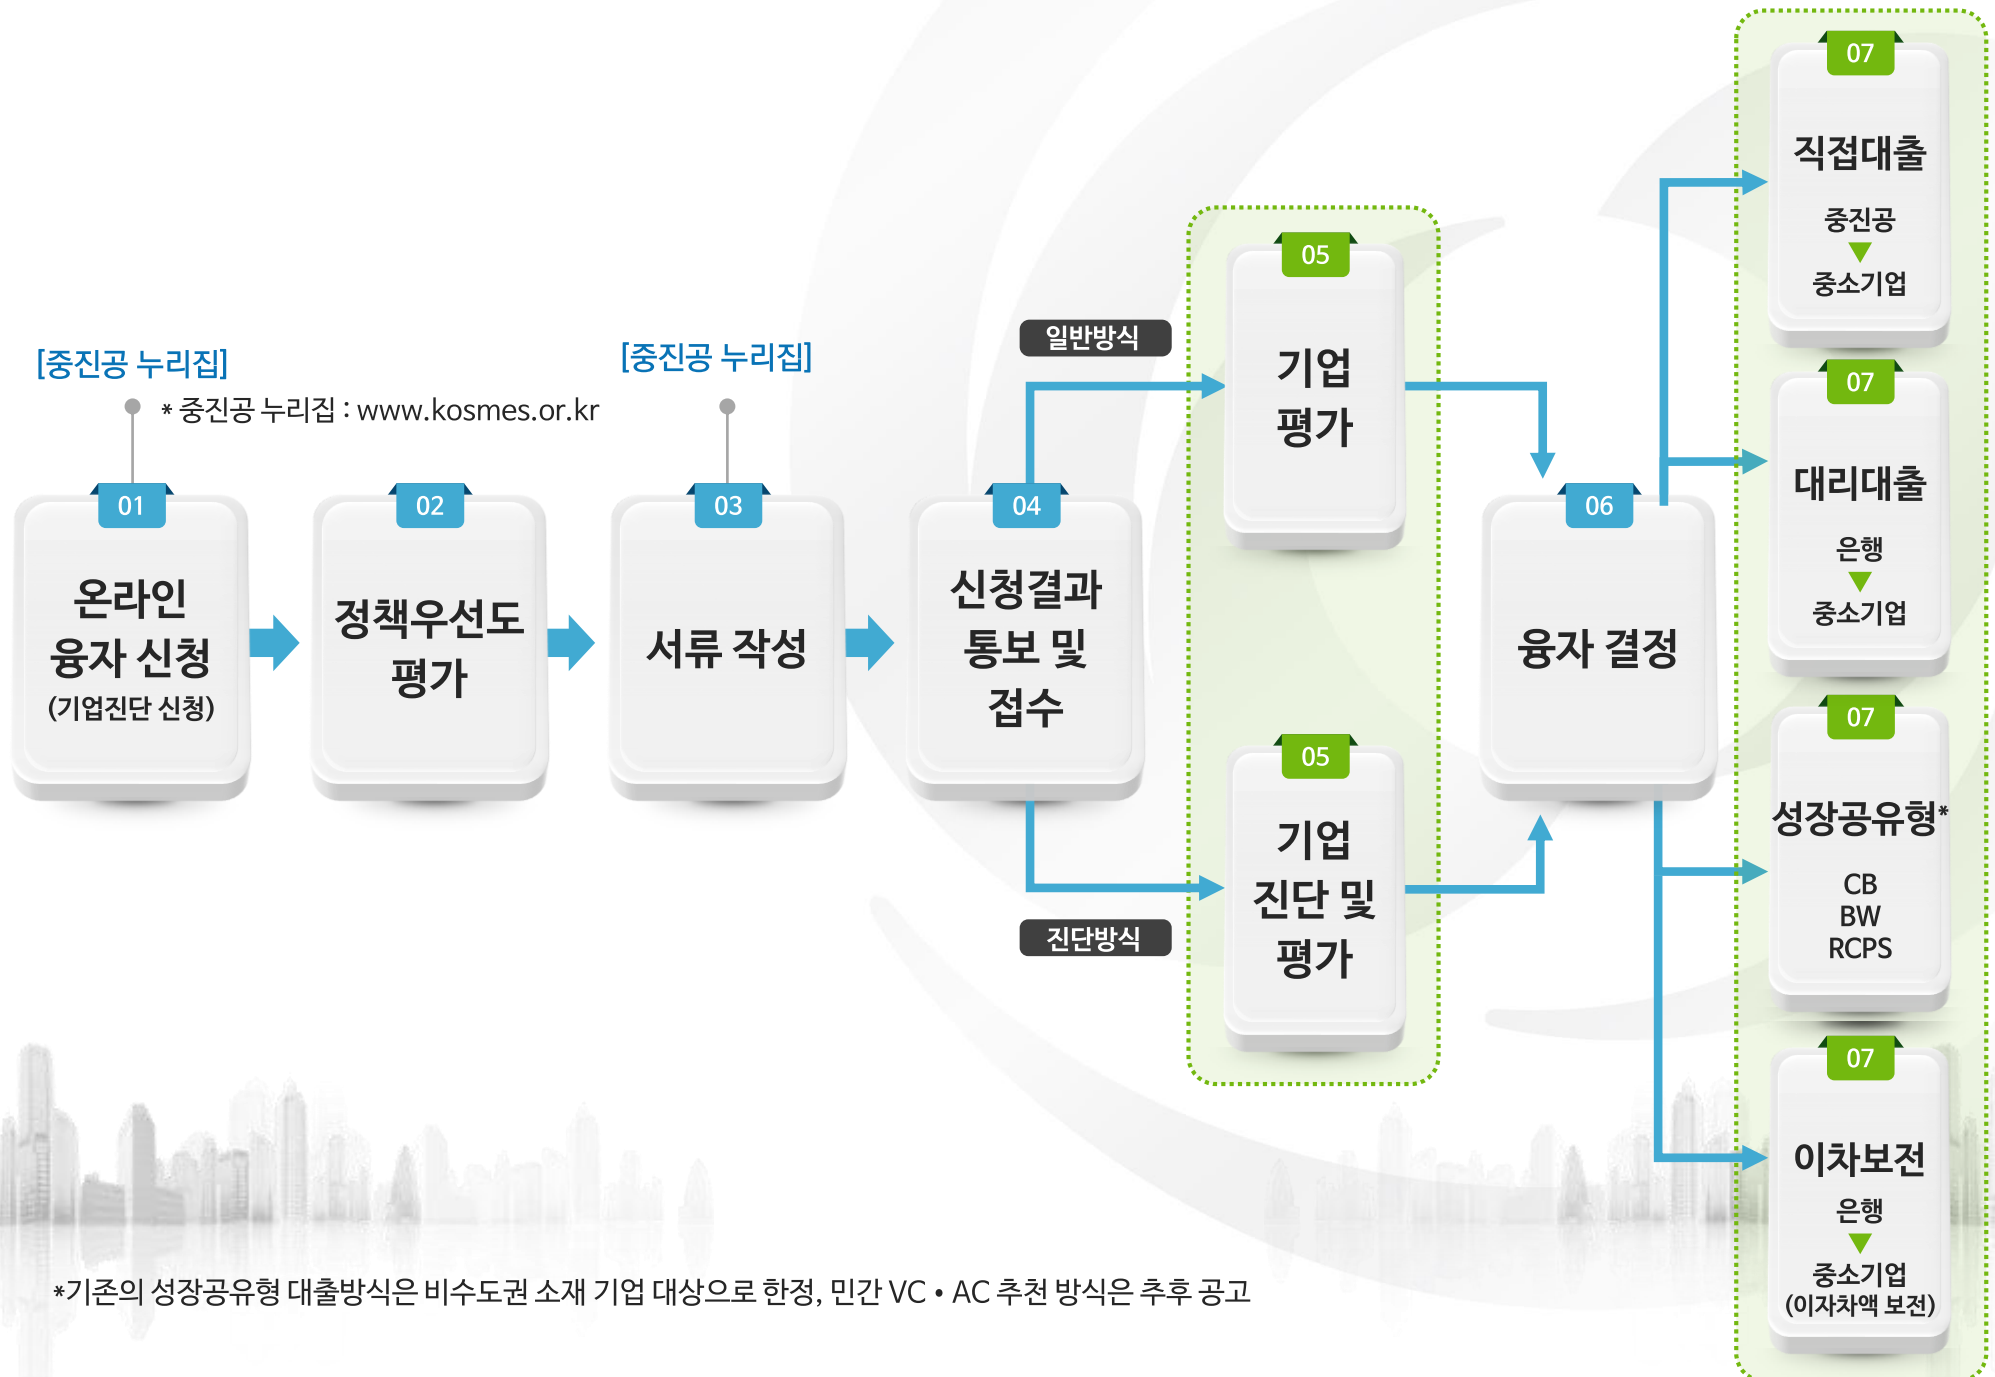 [중진공 누리집]
* 중진공 누리집 : www.kosmes.or.kr
01
온라인
융자 신청
(기업진단 신청)
02
정책우선도
평가
[중진공 누리집]
03
서류 작성
04
신청결과
통보 및
접수
일반방식
05
기업
평가
진단방식
05
기업
진단 및
평가
06
융자 결정
07
직접대출
중진공
▼
중소기업
07
대리대출
은행
▼
중소기업
07
성장공유형*
CB
BW
RCPS
07
이차보전
은행
▼
중소기업
(이자차액 보전)
*기존의 성장공유형 대출방식은 비수도권 소재 기업 대상으로 한정, 민간 VC • AC 추천 방식은 추후 공고